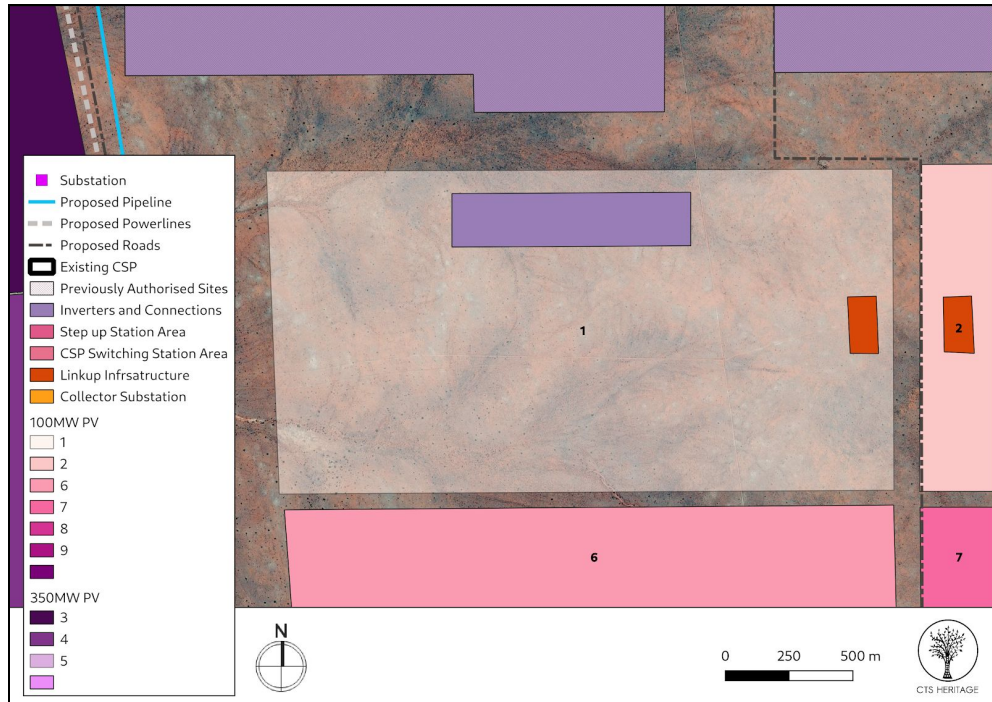 Substation
Proposed Pipeline
Proposed Powerlines
Proposed Roads
Existing CSP
Previously Authorised Sites
Inverters and Connections
Step up Station Area
CSP Switching Station Area
Linkup Infrsatructure
Collector Substation
100MW PV
1
2
6
7
8
9
350MW PV
3
4
5
1
2
6
7
N
0 250 500 m
CTS HERITAGE